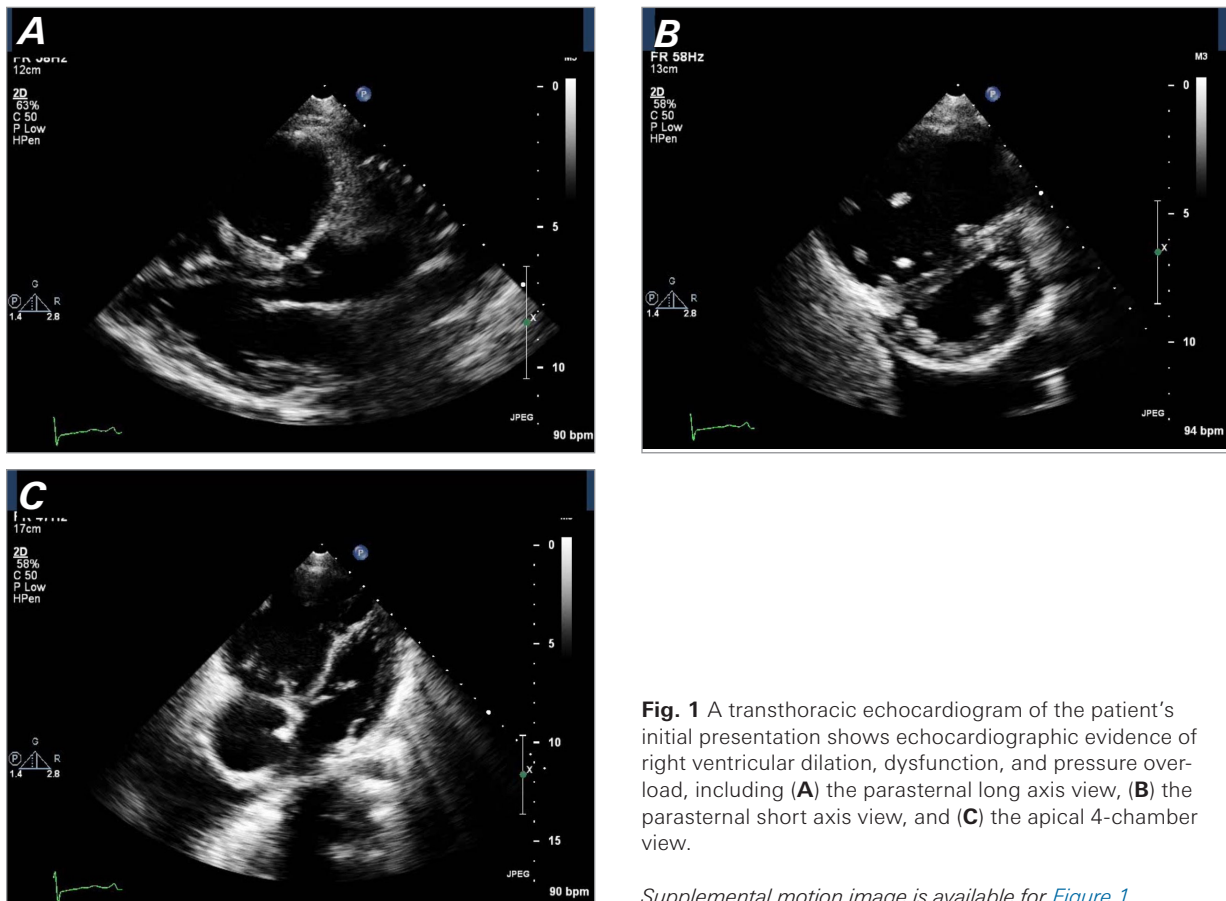 A
FR 58Hz
12cm
2D
63%
C 50
P Low
HPen
M3
P
0
5
10
X
G
P R
1.4 2.8
JPEG
90 bpm
B
FR 58Hz
13cm
2D
58%
C 50
P Low
HPen
M3
P
0
5
10
X
G
P R
1.4 2.8
JPEG
94 bpm
C
FR 47Hz
17cm
2D
58%
C 50
P Low
HPen
P
0
5
10
15
X
G
P R
1.4 2.8
JPEG
90 bpm
Fig. 1 A transthoracic echocardiogram of the patient’s
initial presentation shows echocardiographic evidence of
right ventricular dilation, dysfunction, and pressure over-
load, including (A) the parasternal long axis view, (B) the
parasternal short axis view, and (C) the apical 4-chamber
view.
Supplemental motion image is available for Figure 1.